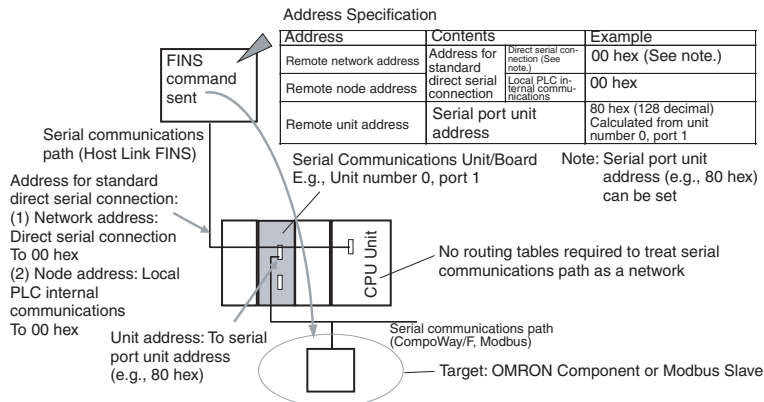 Address Specification
Address Contents Example
Remote network address
Address for
standard
direct serial
connection
Direct serial con-
nection (See
note.)
00 hex (See note.)
Remote node address
Local PLC in-
ternal commu-
nications
00 hex
Remote unit address
Serial port unit
address
80 hex (128 decimal)
Calculated from unit
number 0, port 1
FINS
command
sent
Serial communications
path (Host Link FINS)
Serial Communications Unit/Board
E.g., Unit number 0, port 1
Note: Serial port unit
address (e.g., 80 hex)
can be set
Address for standard
direct serial connection:
(1) Network address:
Direct serial connection
To 00 hex
(2) Node address: Local
PLC internal
communications
To 00 hex
CPU Unit
No routing tables required to treat serial
communications path as a network
Unit address: To serial
port unit address
(e.g., 80 hex)
Serial communications path
(CompoWay/F, Modbus)
Target: OMRON Component or Modbus Slave